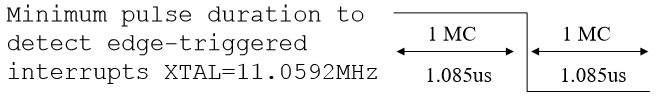 Minimum pulse duration to
detect edge-triggered
interrupts XTAL=11.0592MHz
1 MC
1 MC
1.085us
1.085us